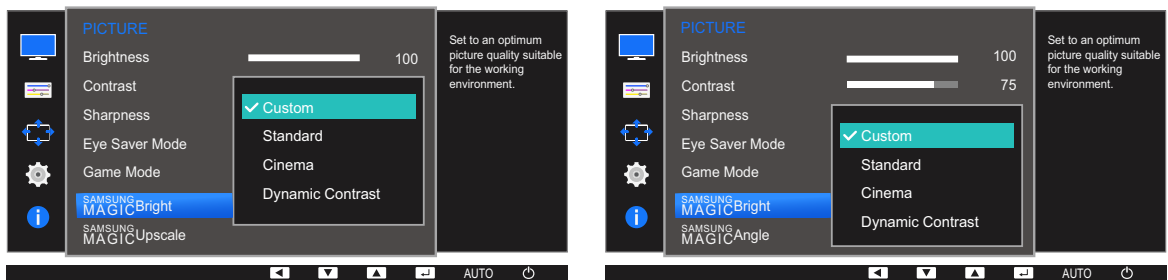 PICTURE
Brightness 100
Contrast
Sharpness
Eye Saver Mode
Game Mode
SAMSUNG
MAGICBright
SAMSUNG
MAGICUpscale
Custom
Standard
Cinema
Dynamic Contrast
Set to an optimum
picture quality suitable
for the working
environment.
AUTO
PICTURE
Brightness 100
Contrast 75
Sharpness
Eye Saver Mode
Game Mode
SAMSUNG
MAGICBright
SAMSUNG
MAGICAngle
Custom
Standard
Cinema
Dynamic Contrast
Set to an optimum
picture quality suitable
for the working
environment.
AUTO